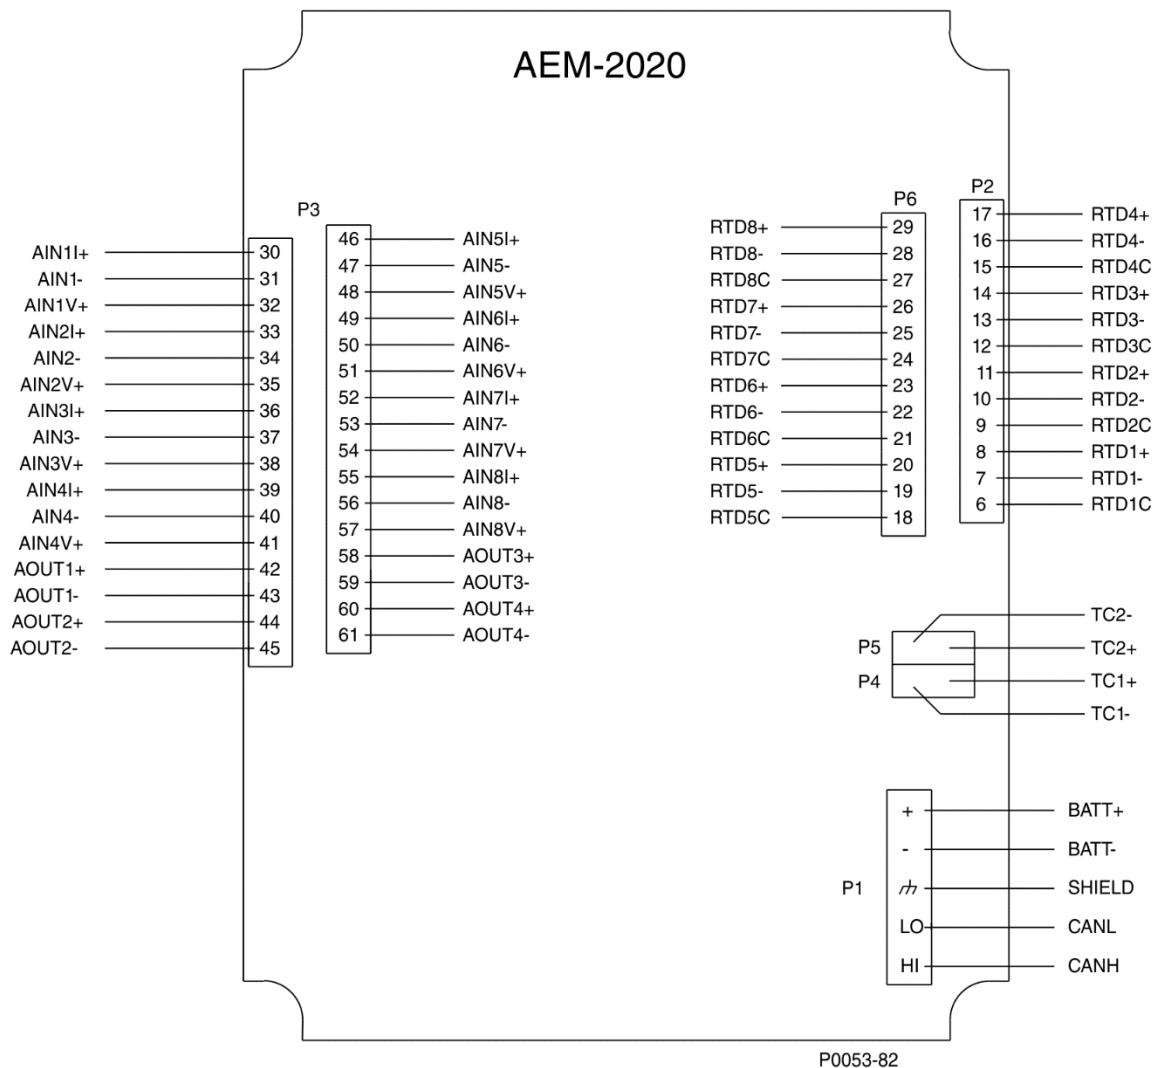 AEM-2020
P3
AIN1I+ 30
AIN1- 31
AIN1V+ 32
AIN2I+ 33
AIN2- 34
AIN2V+ 35
AIN3I+ 36
AIN3- 37
AIN3V+ 38
AIN4I+ 39
AIN4- 40
AIN4V+ 41
AOUT1+ 42
AOUT1- 43
AOUT2+ 44
AOUT2- 45
46 AIN5I+
47 AIN5-
48 AIN5V+
49 AIN6I+
50 AIN6-
51 AIN6V+
52 AIN7I+
53 AIN7-
54 AIN7V+
55 AIN8I+
56 AIN8-
57 AIN8V+
58 AOUT3+
59 AOUT3-
60 AOUT4+
61 AOUT4-
P6
RTD8+ 29
RTD8- 28
RTD8C 27
RTD7+ 26
RTD7- 25
RTD7C 24
RTD6+ 23
RTD6- 22
RTD6C 21
RTD5+ 20
RTD5- 19
RTD5C 18
P2
17 RTD4+
16 RTD4-
15 RTD4C
14 RTD3+
13 RTD3-
12 RTD3C
11 RTD2+
10 RTD2-
9 RTD2C
8 RTD1+
7 RTD1-
6 RTD1C
TC2-
P5 TC2+
P4 TC1+
TC1-
+ BATT+
- BATT-
P1 SHIELD
LO CANL
HI CANH
P0053-82